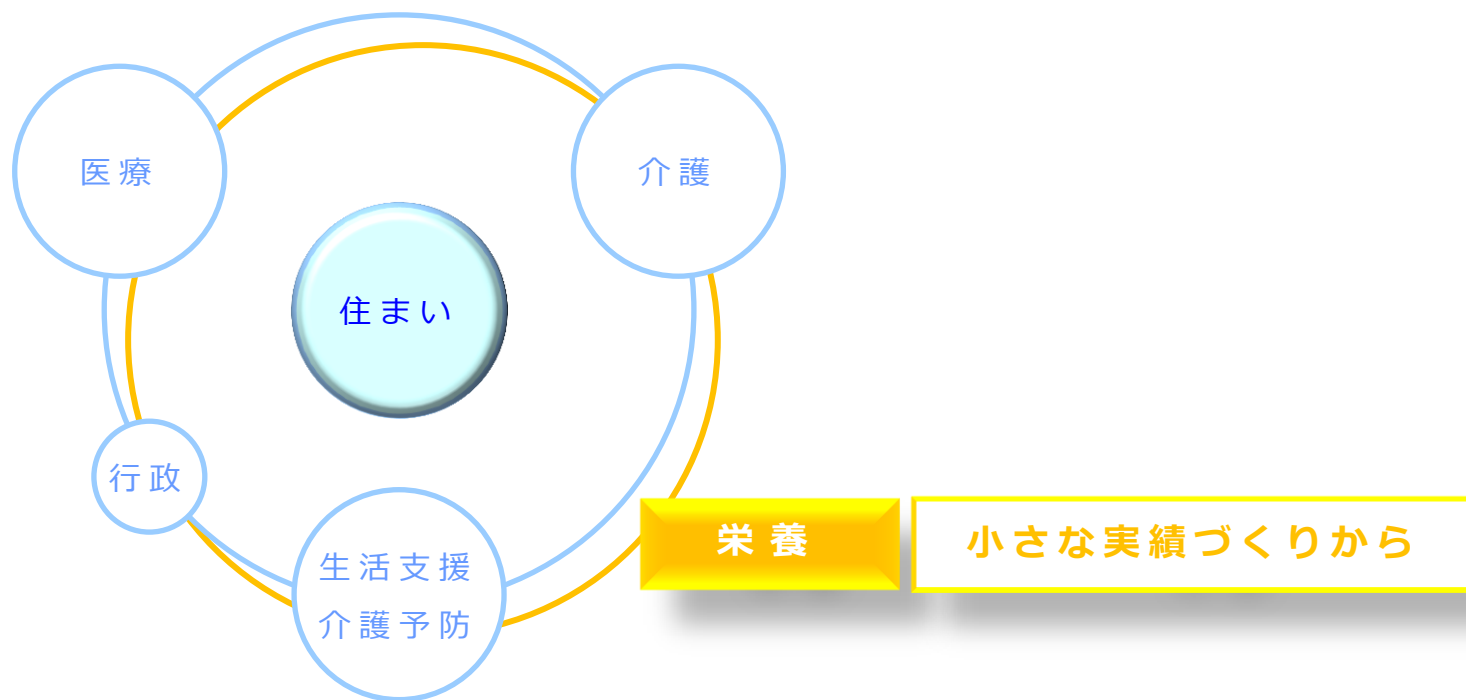 医療
介護
住まい
行政
生活支援
介護予防
栄養
小さな実績づくりから